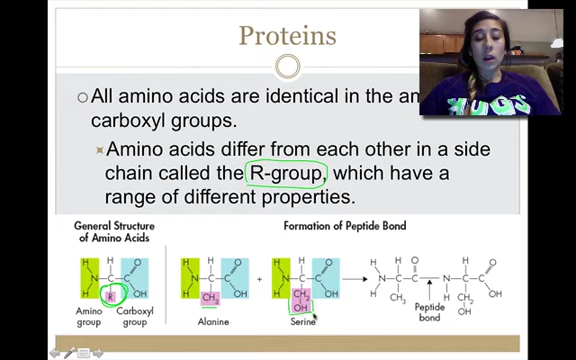 Proteins
All amino acids are identical in the am
carboxyl groups.
Amino acids differ from each other in a side
chain called the R-group, which have a
range of different properties.
General Structure
of Amino Acids
Formation of Peptide Bond
H H O
N C C
H R OH
H H O
N C C
H CH3 OH
+
H H O
N C C
H CH2 OH
OH
H H O H H O
N C C N C C
H CH3 CH2 OH
OH
Amino
group
Carboxyl
group
Alanine
Serine
Peptide
bond